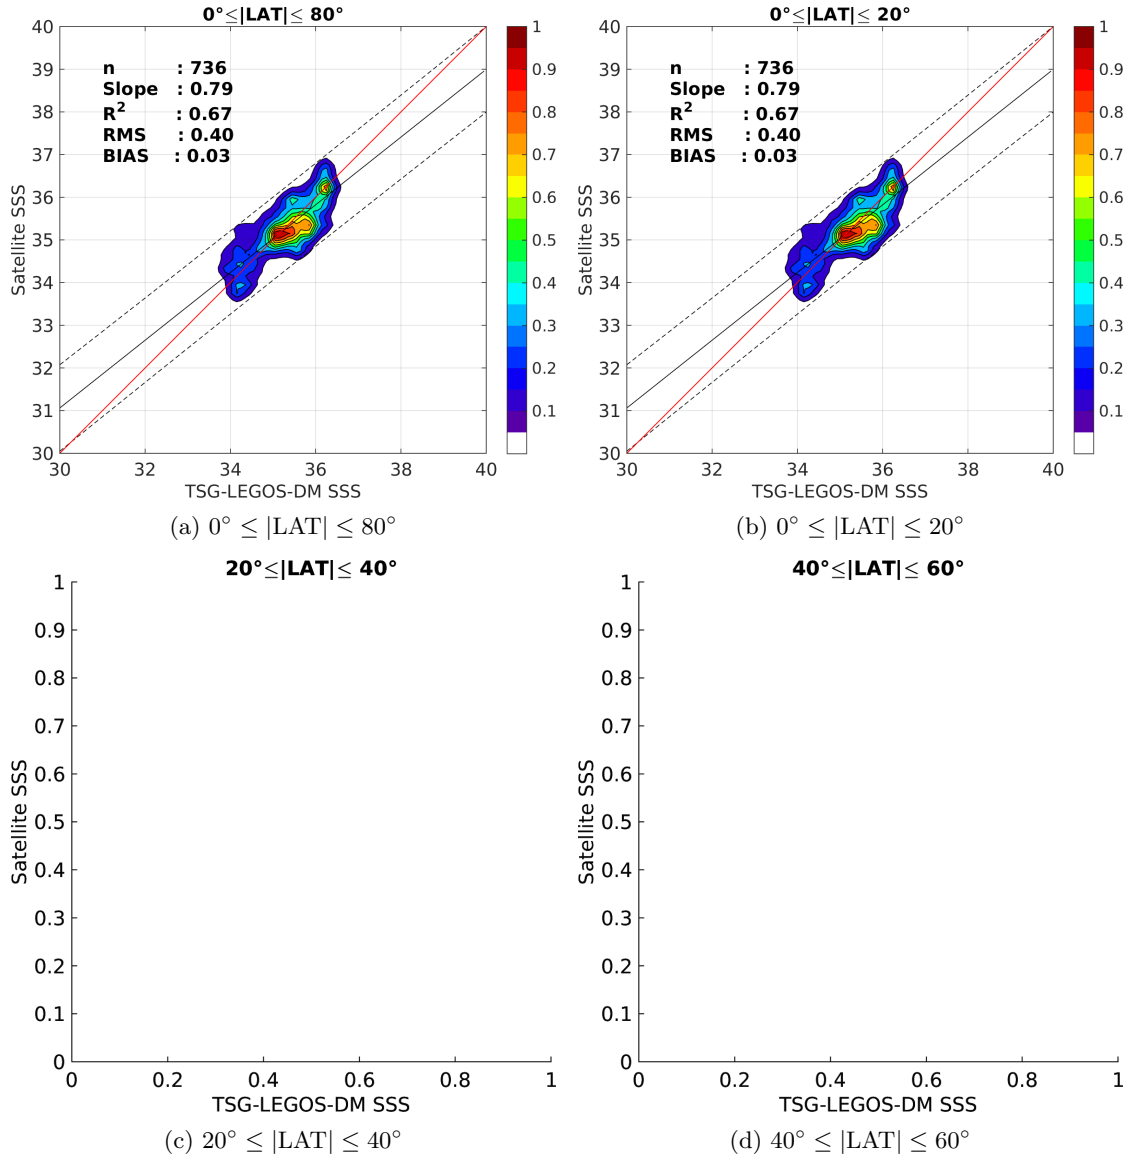 0°≤|LAT|≤ 80°
40
39
38
37
36
35
34
33
32
31
30
30 32 34 36 38 40
Satellite SSS
TSG-LEGOS-DM SSS
n : 736
Slope : 0.79
R² : 0.67
RMS : 0.40
BIAS : 0.03
1
0.9
0.8
0.7
0.6
0.5
0.4
0.3
0.2
0.1
(a) 0° ≤ |LAT| ≤ 80°
0°≤|LAT|≤ 20°
40
39
38
37
36
35
34
33
32
31
30
30 32 34 36 38 40
Satellite SSS
TSG-LEGOS-DM SSS
n : 736
Slope : 0.79
R² : 0.67
RMS : 0.40
BIAS : 0.03
1
0.9
0.8
0.7
0.6
0.5
0.4
0.3
0.2
0.1
(b) 0° ≤ |LAT| ≤ 20°
20°≤|LAT|≤ 40°
1
0.9
0.8
0.7
0.6
0.5
0.4
0.3
0.2
0.1
0
0 0.2 0.4 0.6 0.8 1
Satellite SSS
TSG-LEGOS-DM SSS
(c) 20° ≤ |LAT| ≤ 40°
40°≤|LAT|≤ 60°
1
0.9
0.8
0.7
0.6
0.5
0.4
0.3
0.2
0.1
0
0 0.2 0.4 0.6 0.8 1
Satellite SSS
TSG-LEGOS-DM SSS
(d) 40° ≤ |LAT| ≤ 60°